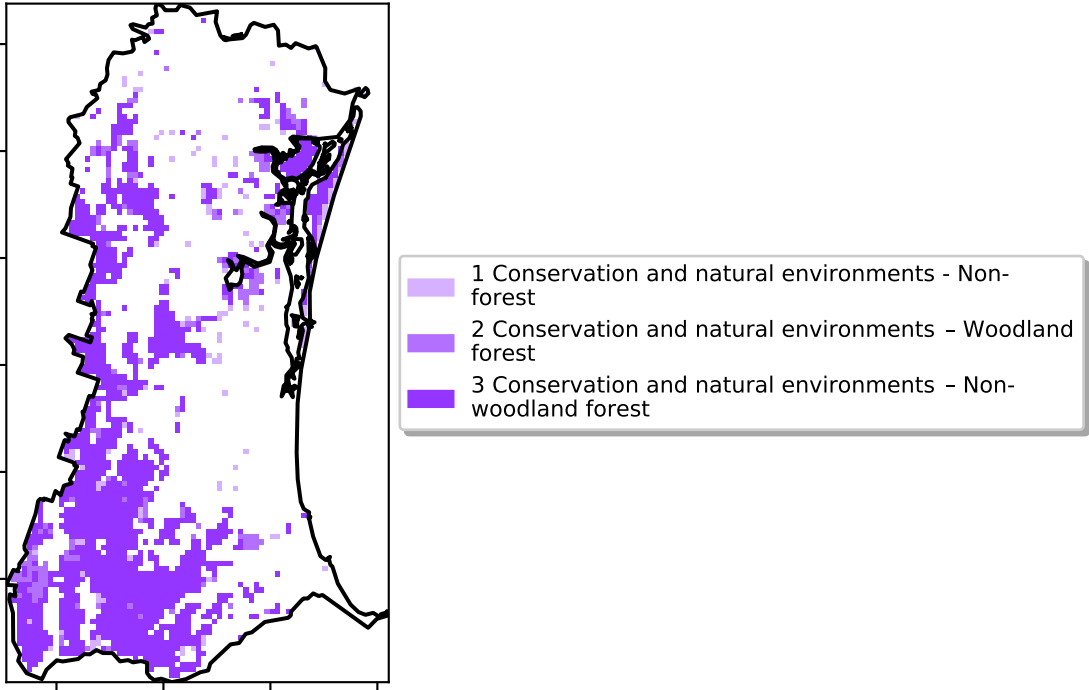 1 Conservation and natural environments - Non-
forest
2 Conservation and natural environments – Woodland
forest
3 Conservation and natural environments – Non-
woodland forest